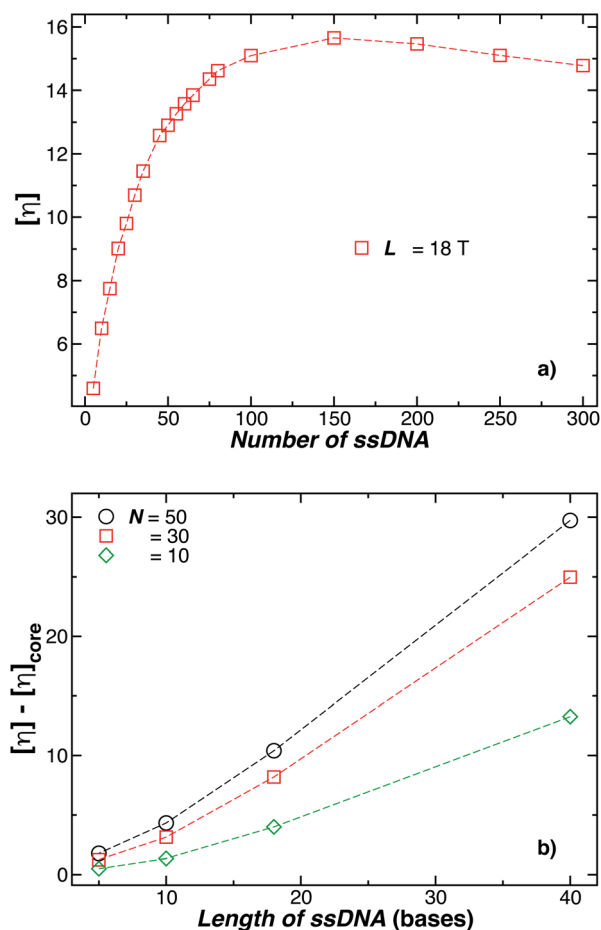 16
14
12
10
8
6
[η]
L = 18 T
a)
0 50 100 150 200 250 300
Number of ssDNA
30
20
10
0
[η] - [η]core
N = 50
= 30
= 10
b)
10 20 30 40
Length of ssDNA (bases)